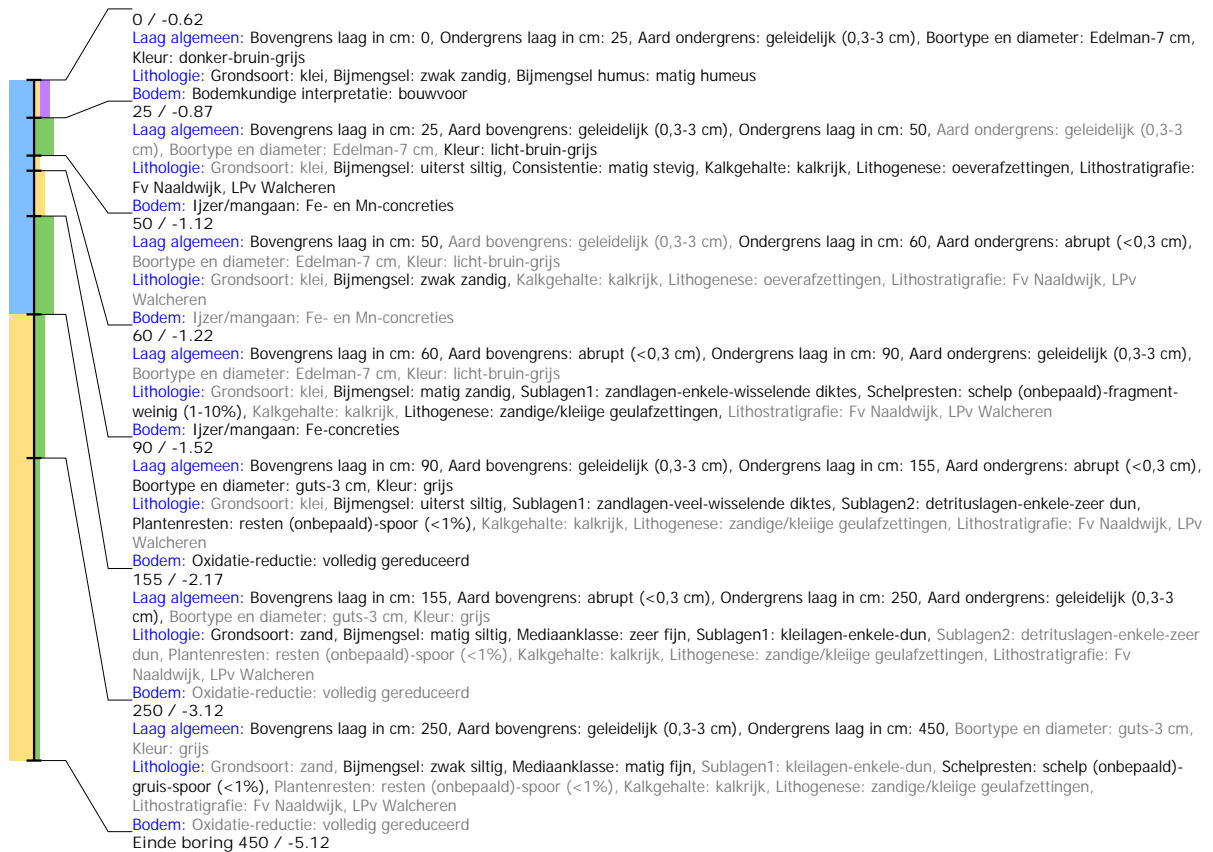 0 / -0.62
Laag algemeen: Bovengrens laag in cm: 0, Ondergrens laag in cm: 25, Aard ondergrens: geleidelijk (0,3-3 cm), Boortype en diameter: Edelman-7 cm,
Kleur: donker-bruin-grijs
Lithologie: Grondsoort: klei, Bijmengsel: zwak zandig, Bijmengsel humus: matig humeus
Bodem: Bodemkundige interpretatie: bouwvoor
25 / -0.87
Laag algemeen: Bovengrens laag in cm: 25, Aard bovengrens: geleidelijk (0,3-3 cm), Ondergrens laag in cm: 50, Aard ondergrens: geleidelijk (0,3-3
cm), Boortype en diameter: Edelman-7 cm, Kleur: licht-bruin-grijs
Lithologie: Grondsoort: klei, Bijmengsel: uiterst siltig, Consistentie: matig stevig, Kalkgehalte: kalkrijk, Lithogenese: oeverafzettingen, Lithostratigrafie:
Fv Naaldwijk, LPv Walcheren
Bodem: Ijzer/mangaan: Fe- en Mn-concreties
50 / -1.12
Laag algemeen: Bovengrens laag in cm: 50, Aard bovengrens: geleidelijk (0,3-3 cm), Ondergrens laag in cm: 60, Aard ondergrens: abrupt (<0,3 cm),
Boortype en diameter: Edelman-7 cm, Kleur: licht-bruin-grijs
Lithologie: Grondsoort: klei, Bijmengsel: zwak zandig, Kalkgehalte: kalkrijk, Lithogenese: oeverafzettingen, Lithostratigrafie: Fv Naaldwijk, LPv
Walcheren
Bodem: Ijzer/mangaan: Fe- en Mn-concreties
60 / -1.22
Laag algemeen: Bovengrens laag in cm: 60, Aard bovengrens: abrupt (<0,3 cm), Ondergrens laag in cm: 90, Aard ondergrens: geleidelijk (0,3-3 cm),
Boortype en diameter: Edelman-7 cm, Kleur: licht-bruin-grijs
Lithologie: Grondsoort: klei, Bijmengsel: matig zandig, Sublagen1: zandlagen-enkele-wisselende diktes, Schelpresten: schelp (onbepaald)-fragment-
weinig (1-10%), Kalkgehalte: kalkrijk, Lithogenese: zandige/kleiige geulafzettingen, Lithostratigrafie: Fv Naaldwijk, LPv Walcheren
Bodem: Ijzer/mangaan: Fe-concreties
90 / -1.52
Laag algemeen: Bovengrens laag in cm: 90, Aard bovengrens: geleidelijk (0,3-3 cm), Ondergrens laag in cm: 155, Aard ondergrens: abrupt (<0,3 cm),
Boortype en diameter: guts-3 cm, Kleur: grijs
Lithologie: Grondsoort: klei, Bijmengsel: uiterst siltig, Sublagen1: zandlagen-veel-wisselende diktes, Sublagen2: detrituslagen-enkele-zeer dun,
Plantenresten: resten (onbepaald)-spoor (<1%), Kalkgehalte: kalkrijk, Lithogenese: zandige/kleiige geulafzettingen, Lithostratigrafie: Fv Naaldwijk, LPv
Walcheren
Bodem: Oxidatie-reductie: volledig gereduceerd
155 / -2.17
Laag algemeen: Bovengrens laag in cm: 155, Aard bovengrens: abrupt (<0,3 cm), Ondergrens laag in cm: 250, Aard ondergrens: geleidelijk (0,3-3
cm), Boortype en diameter: guts-3 cm, Kleur: grijs
Lithologie: Grondsoort: zand, Bijmengsel: matig siltig, Mediaanklasse: zeer fijn, Sublagen1: kleilagen-enkele-dun, Sublagen2: detrituslagen-enkele-zeer
dun, Plantenresten: resten (onbepaald)-spoor (<1%), Kalkgehalte: kalkrijk, Lithogenese: zandige/kleiige geulafzettingen, Lithostratigrafie: Fv
Naaldwijk, LPv Walcheren
Bodem: Oxidatie-reductie: volledig gereduceerd
250 / -3.12
Laag algemeen: Bovengrens laag in cm: 250, Aard bovengrens: geleidelijk (0,3-3 cm), Ondergrens laag in cm: 450, Boortype en diameter: guts-3 cm,
Kleur: grijs
Lithologie: Grondsoort: zand, Bijmengsel: zwak siltig, Mediaanklasse: matig fijn, Sublagen1: kleilagen-enkele-dun, Schelpresten: schelp (onbepaald)-
gruis-spoor (<1%), Plantenresten: resten (onbepaald)-spoor (<1%), Kalkgehalte: kalkrijk, Lithogenese: zandige/kleiige geulafzettingen,
Lithostratigrafie: Fv Naaldwijk, LPv Walcheren
Bodem: Oxidatie-reductie: volledig gereduceerd
Einde boring 450 / -5.12